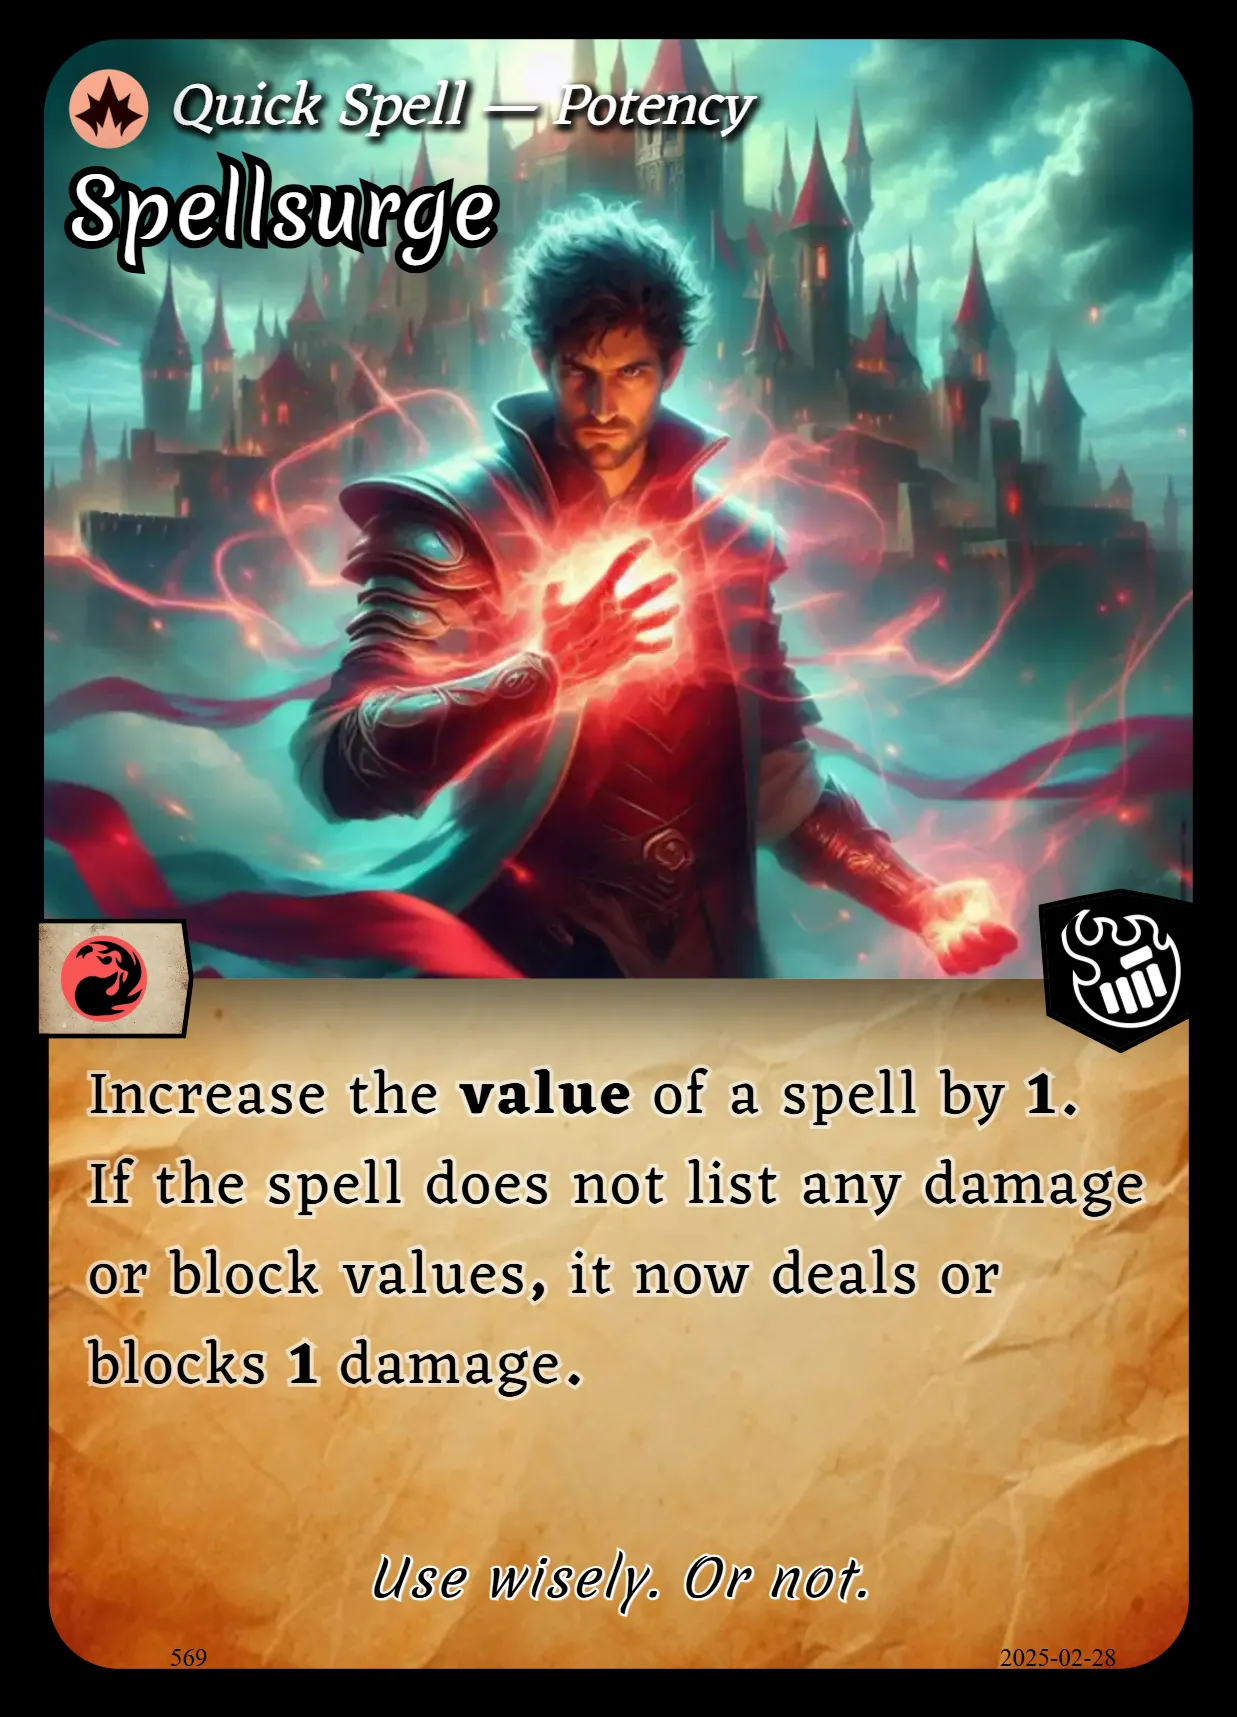 Quick Spell — Potency
Spellsurge
Increase the value of a spell by 1.
If the spell does not list any damage
or block values, it now deals or
blocks 1 damage.
Use wisely. Or not.
569
2025-02-28